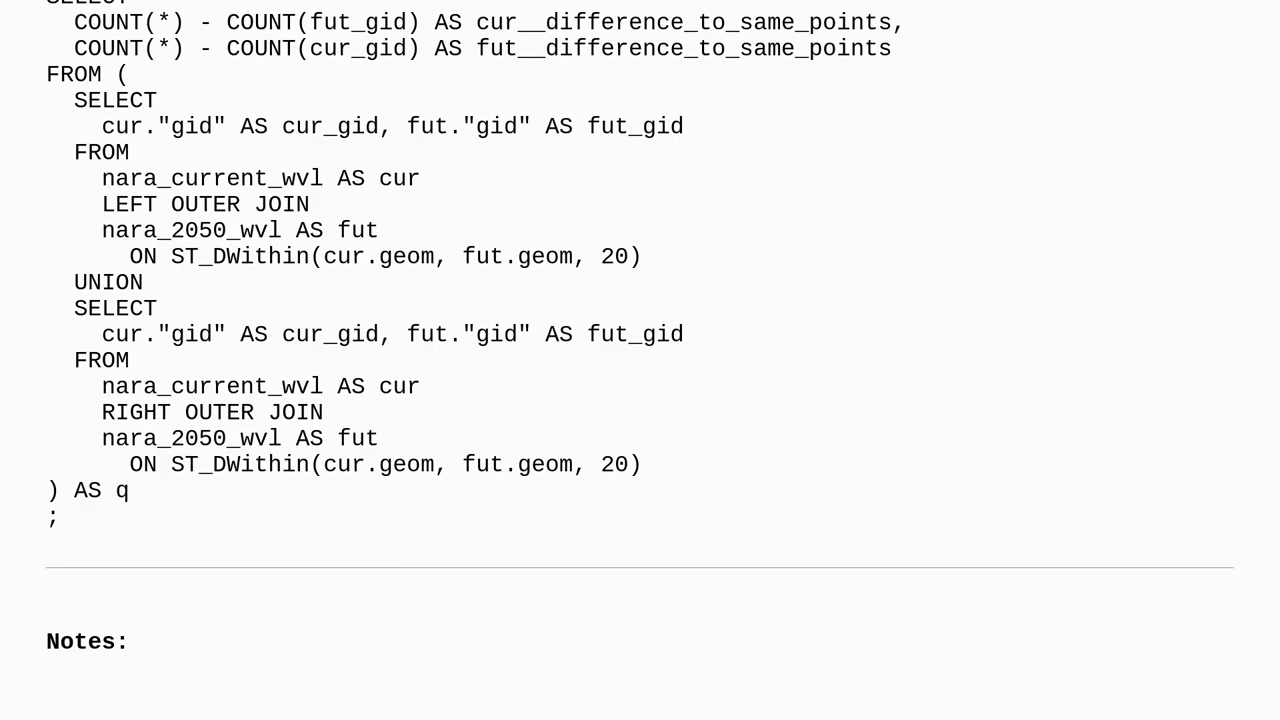 SELECT
COUNT(*) - COUNT(fut_gid) AS cur__difference_to_same_points,
COUNT(*) - COUNT(cur_gid) AS fut__difference_to_same_points
FROM (
SELECT
cur."gid" AS cur_gid, fut."gid" AS fut_gid
FROM
nara_current_wvl AS cur
LEFT OUTER JOIN
nara_2050_wvl AS fut
ON ST_DWithin(cur.geom, fut.geom, 20)
UNION
SELECT
cur."gid" AS cur_gid, fut."gid" AS fut_gid
FROM
nara_current_wvl AS cur
RIGHT OUTER JOIN
nara_2050_wvl AS fut
ON ST_DWithin(cur.geom, fut.geom, 20)
) AS q
;
Notes: